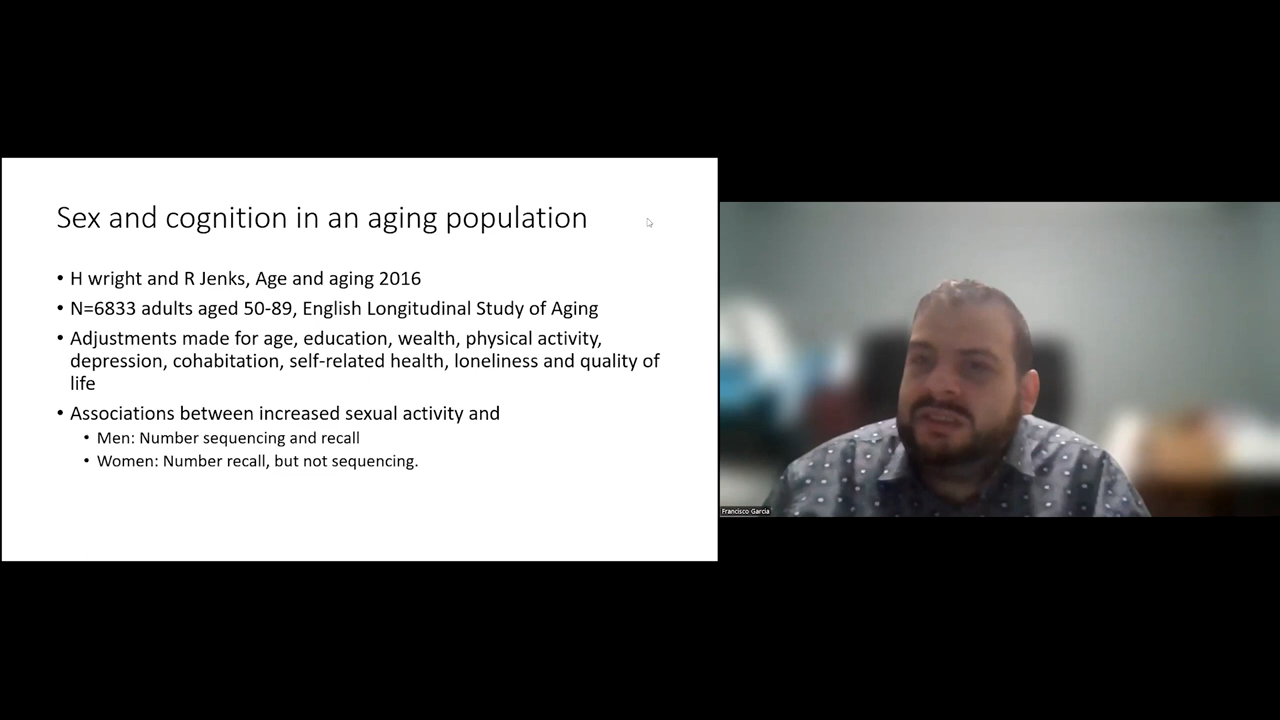 Sex and cognition in an aging population
• H wright and R Jenks, Age and aging 2016
• N=6833 adults aged 50-89, English Longitudinal Study of Aging
• Adjustments made for age, education, wealth, physical activity,
depression, cohabitation, self-related health, loneliness and quality of
life
• Associations between increased sexual activity and
• Men: Number sequencing and recall
• Women: Number recall, but not sequencing.
Francisco Garcia